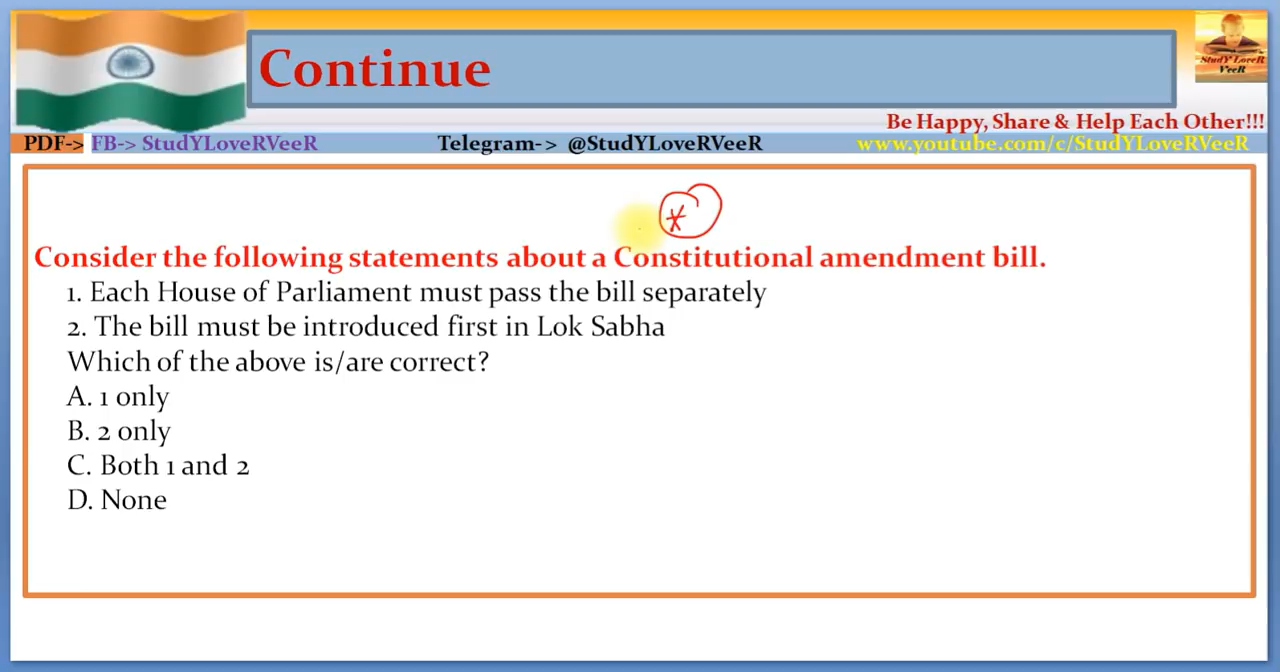 Continue
StudY LoveR
VeeR
Be Happy, Share & Help Each Other!!!
PDF-> FB-> StudYLoveRVeeR Telegram-> @StudYLoveRVeeR www.youtube.com/c/StudYLoveRVeeR
*
Consider the following statements about a Constitutional amendment bill.
1. Each House of Parliament must pass the bill separately
2. The bill must be introduced first in Lok Sabha
Which of the above is/are correct?
A. 1 only
B. 2 only
C. Both 1 and 2
D. None